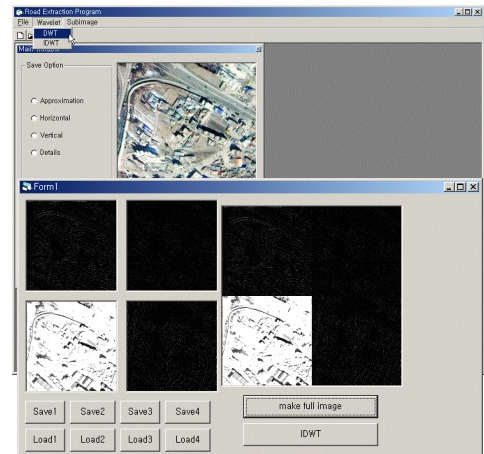 Road Extraction Program
File Wavelet Subimage
DWT
IDWT
Save Option
Approximation
Horizontal
Vertical
Details
Form1
Save1 Save2 Save3 Save4
make full image
Load1 Load2 Load3 Load4
IDWT